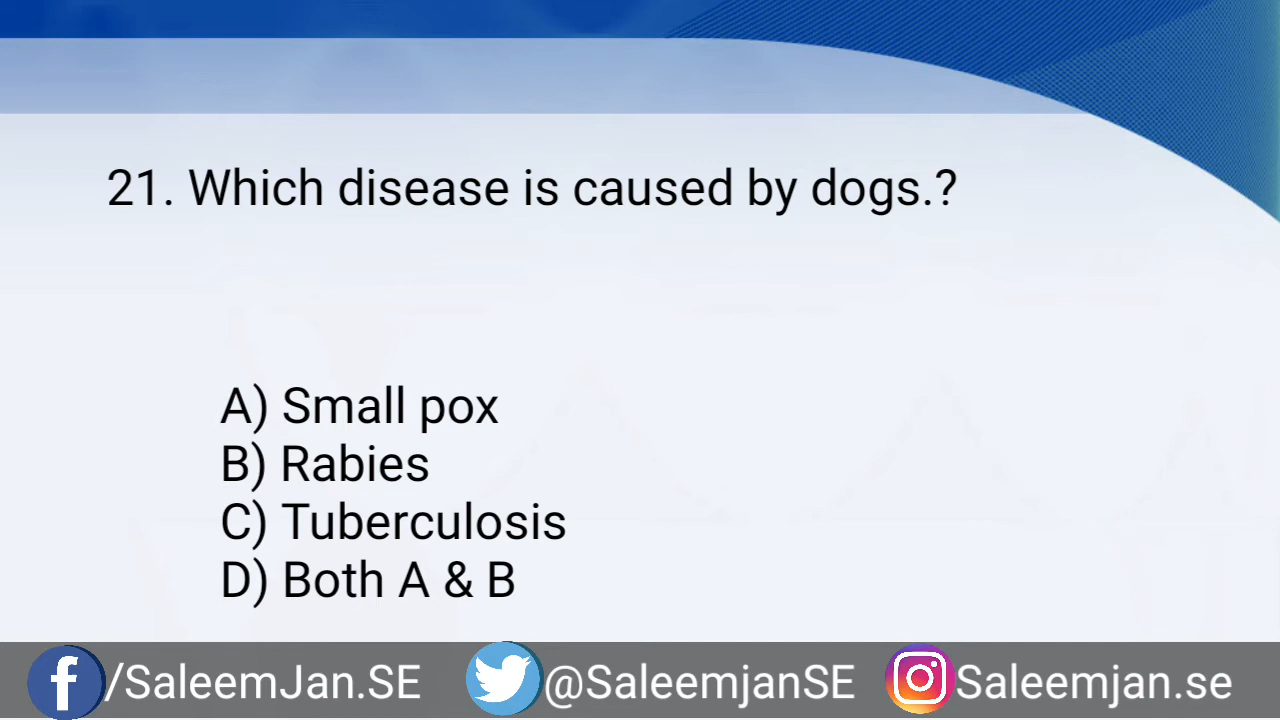 21. Which disease is caused by dogs.?
A) Small pox
B) Rabies
C) Tuberculosis
D) Both A & B
f/SaleemJan.SE @SaleemjanSE Saleemjan.se